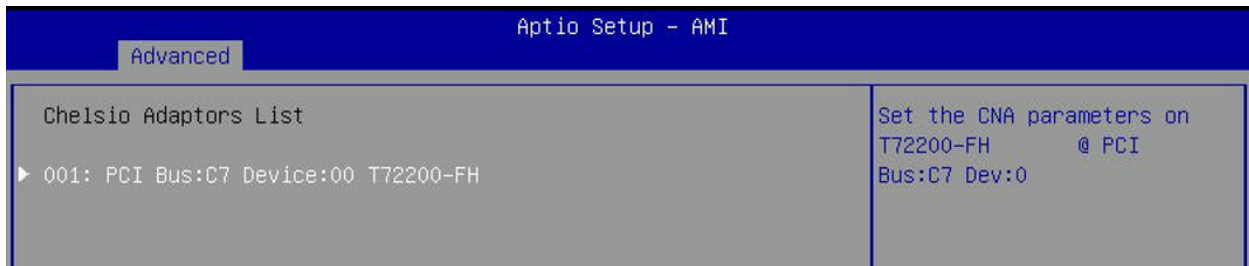 Aptio Setup – AMI
Advanced
Chelsio Adaptors List
001: PCI Bus:C7 Device:00 T72200-FH
Set the CNA parameters on
T72200-FH @ PCI
Bus:C7 Dev:0